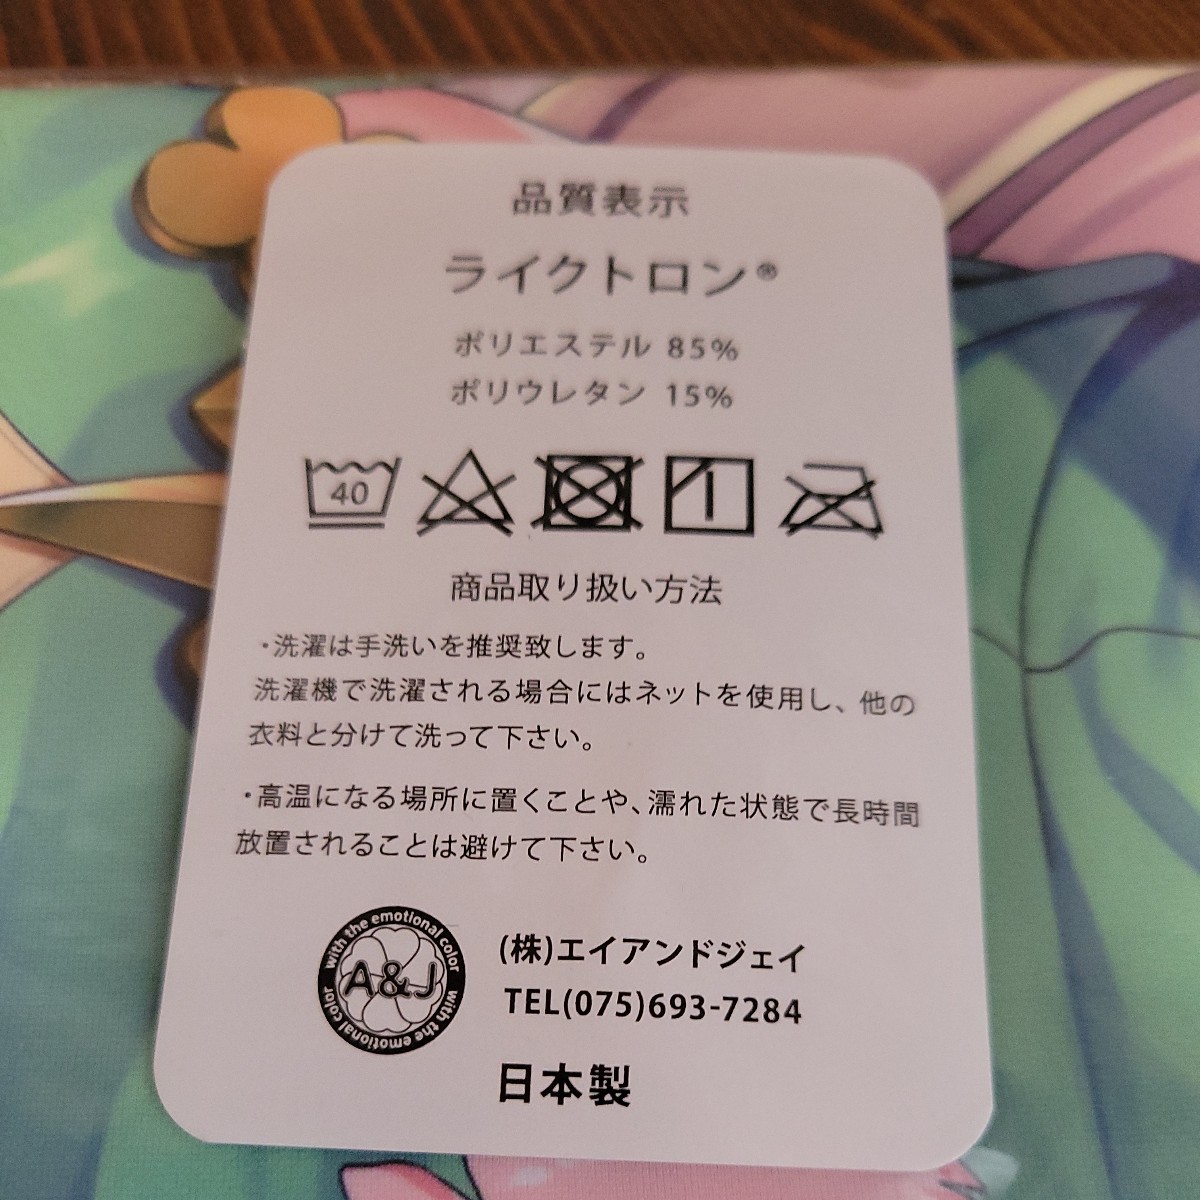 品質表示
ライクトロン®
ポリエステル 85%
ポリウレタン 15%
40
商品取り扱い方法
・洗濯は手洗いを推奨致します。
洗濯機で洗濯される場合にはネットを使用し、他の
衣料と分けて洗って下さい。
・高温になる場所に置くことや、濡れた状態で長時間
放置されることは避けて下さい。
with the emotional color
A&J
with the emotional color
(株)エイアンドジェイ
TEL(075)693-7284
日本製